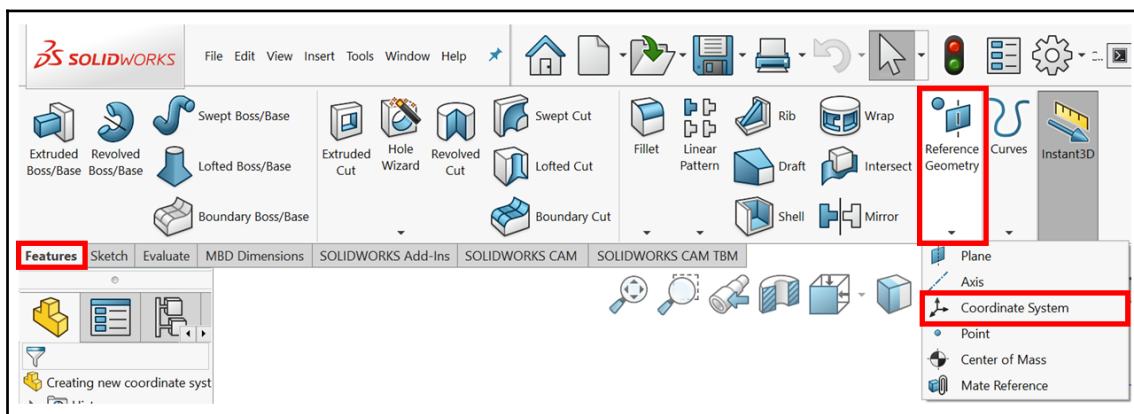 SOLIDWORKS File Edit View Insert Tools Window Help
Swept Boss/Base
Extruded Boss/Base
Revolved Boss/Base
Lofted Boss/Base
Boundary Boss/Base
Extruded Cut
Hole Wizard
Revolved Cut
Swept Cut
Lofted Cut
Boundary Cut
Fillet
Linear Pattern
Rib
Draft
Shell
Wrap
Intersect
Mirror
Reference Geometry
Curves
Instant3D
Features Sketch Evaluate MBD Dimensions SOLIDWORKS Add-Ins SOLIDWORKS CAM SOLIDWORKS CAM TBM
Plane
Axis
Coordinate System
Point
Center of Mass
Mate Reference
Creating new coordinate syst